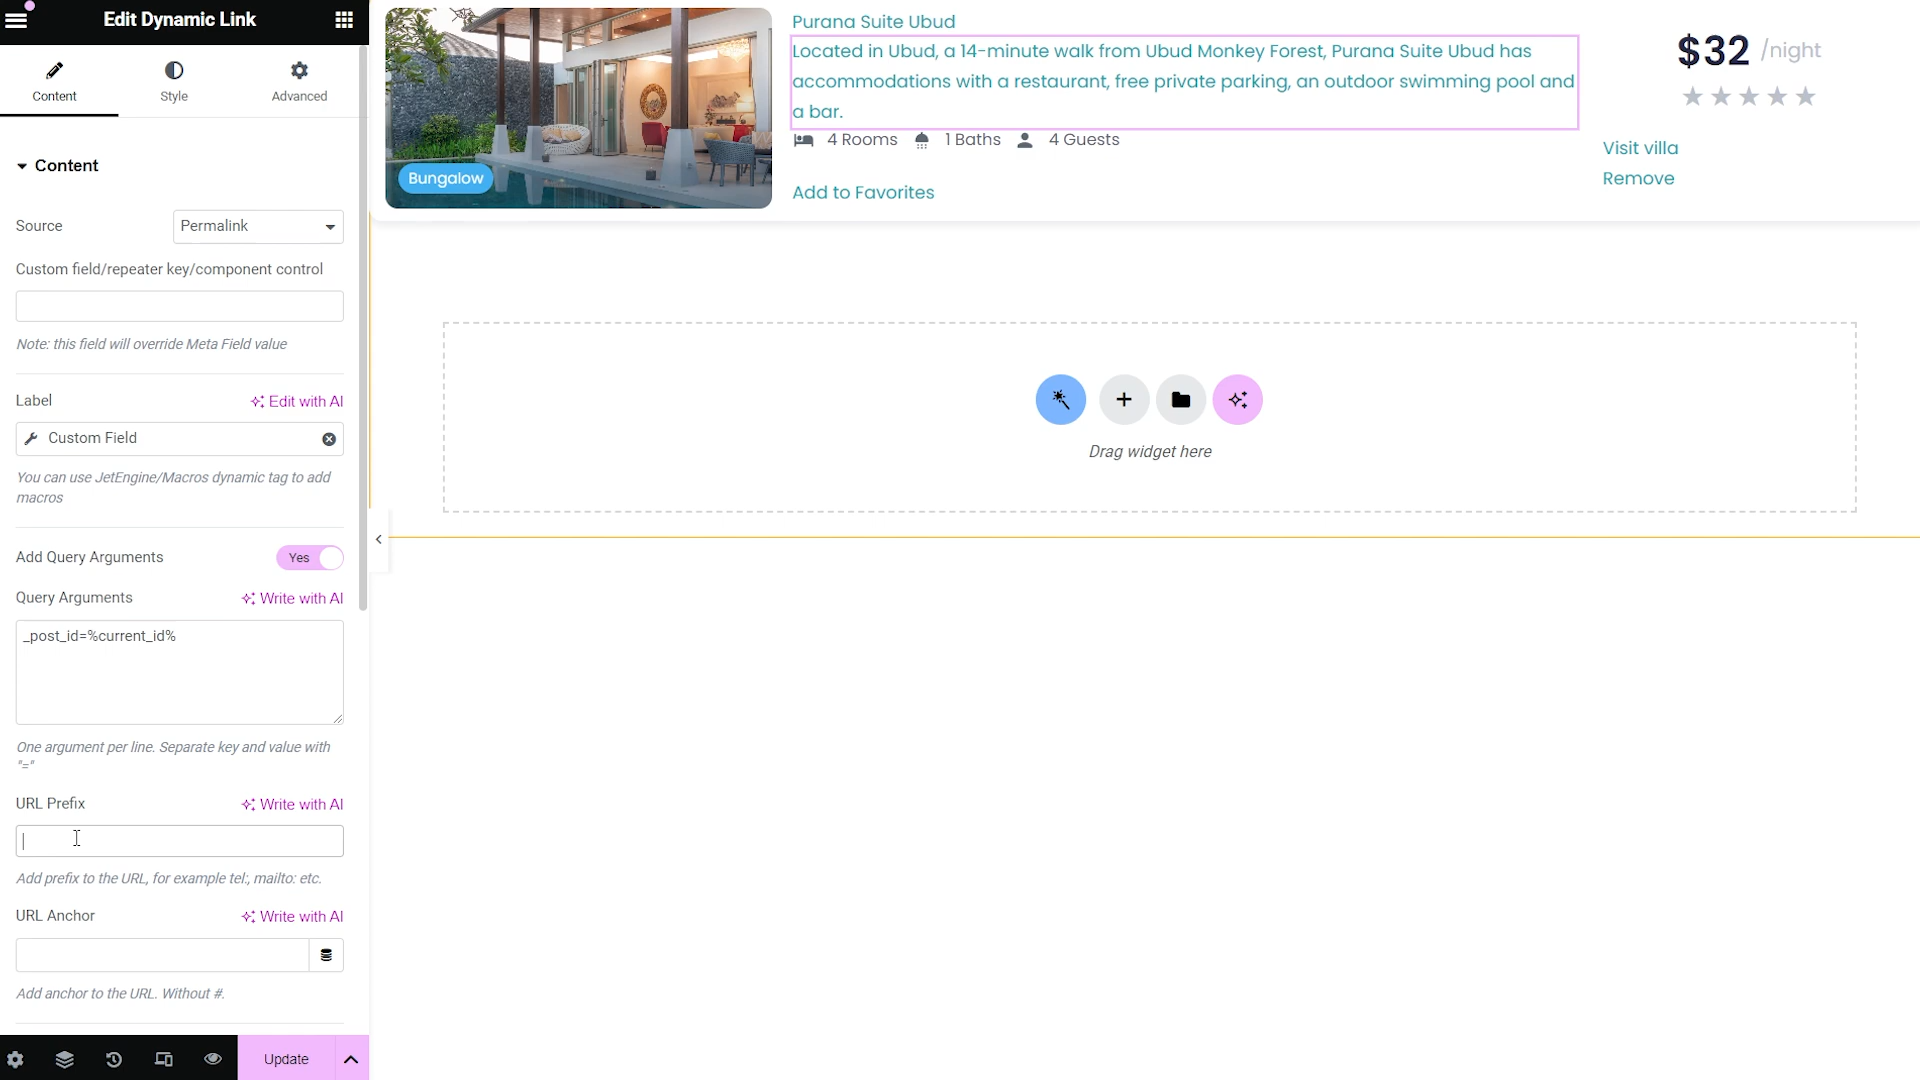 Edit Dynamic Link
Content
Style
Advanced
Content
Source
Permalink
Custom field/repeater key/component control
Note: this field will override Meta Field value
Label
Edit with AI
Custom Field
You can use JetEngine/Macros dynamic tag to add
macros
Add Query Arguments
Yes
Query Arguments
Write with AI
_post_id=%current_id%
One argument per line. Separate key and value with
"="
URL Prefix
Write with AI
Add prefix to the URL, for example tel:, mailto: etc.
URL Anchor
Write with AI
Add anchor to the URL. Without #.
Update
Bungalow
Purana Suite Ubud
Located in Ubud, a 14-minute walk from Ubud Monkey Forest, Purana Suite Ubud has
accommodations with a restaurant, free private parking, an outdoor swimming pool and
a bar.
4 Rooms
1 Baths
4 Guests
Add to Favorites
$32 /night
Visit villa
Remove
Drag widget here